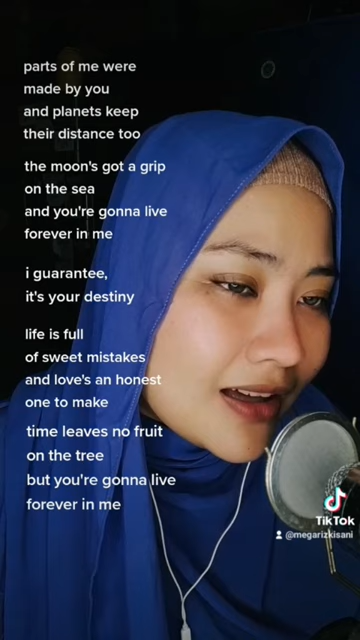 parts of me were
made by you
and planets keep
their distance too
the moon's got a grip
on the sea
and you're gonna live
forever in me
i guarantee,
it's your destiny
life is full
of sweet mistakes
and love's an honest
one to make
time leaves no fruit
on the tree
but you're gonna live
forever in me
TikTok
@megarizkisani